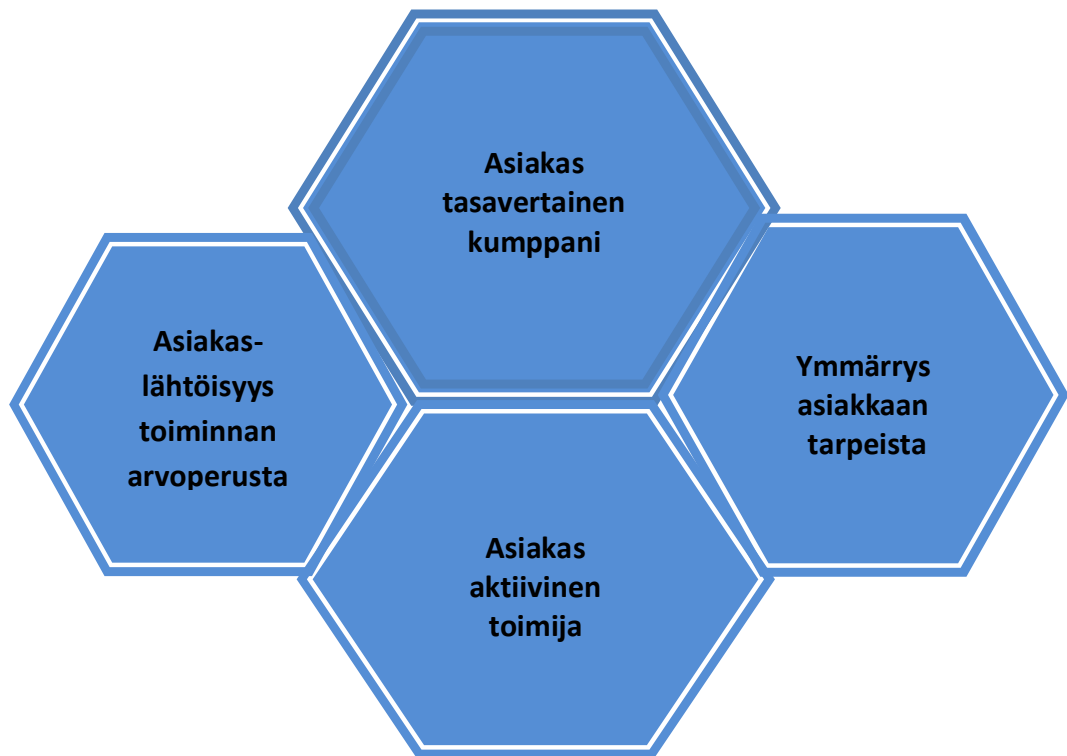 Asiakas
tasavertainen
kumppani
Asiakas-
lähtöisyys
toiminnan
arvoperusta
Ymmärrys
asiakkaan
tarpeista
Asiakas
aktiivinen
toimija